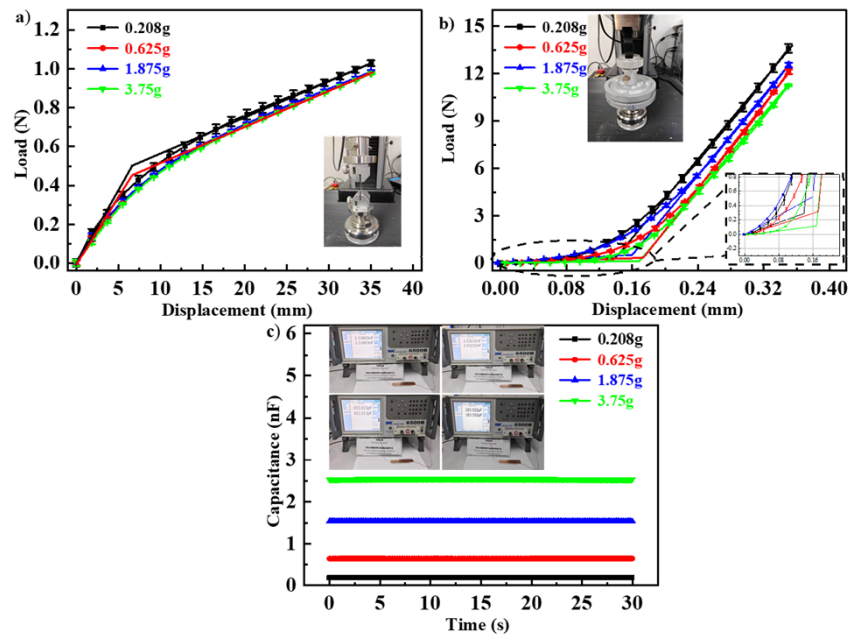 a)
0.208g
0.625g
1.875g
3.75g
Load (N)
1.2
1.0
0.8
0.6
0.4
0.2
0.0
0 5 10 15 20 25 30 35 40
Displacement (mm)
b)
0.208g
0.625g
1.875g
3.75g
Load (N)
15
12
9
6
3
0
0.00 0.08 0.16 0.24 0.32 0.40
Displacement (mm)
c)
0.208g
0.625g
1.875g
3.75g
Capacitance (nF)
6
5
4
3
2
1
0
0 5 10 15 20 25 30
Time (s)